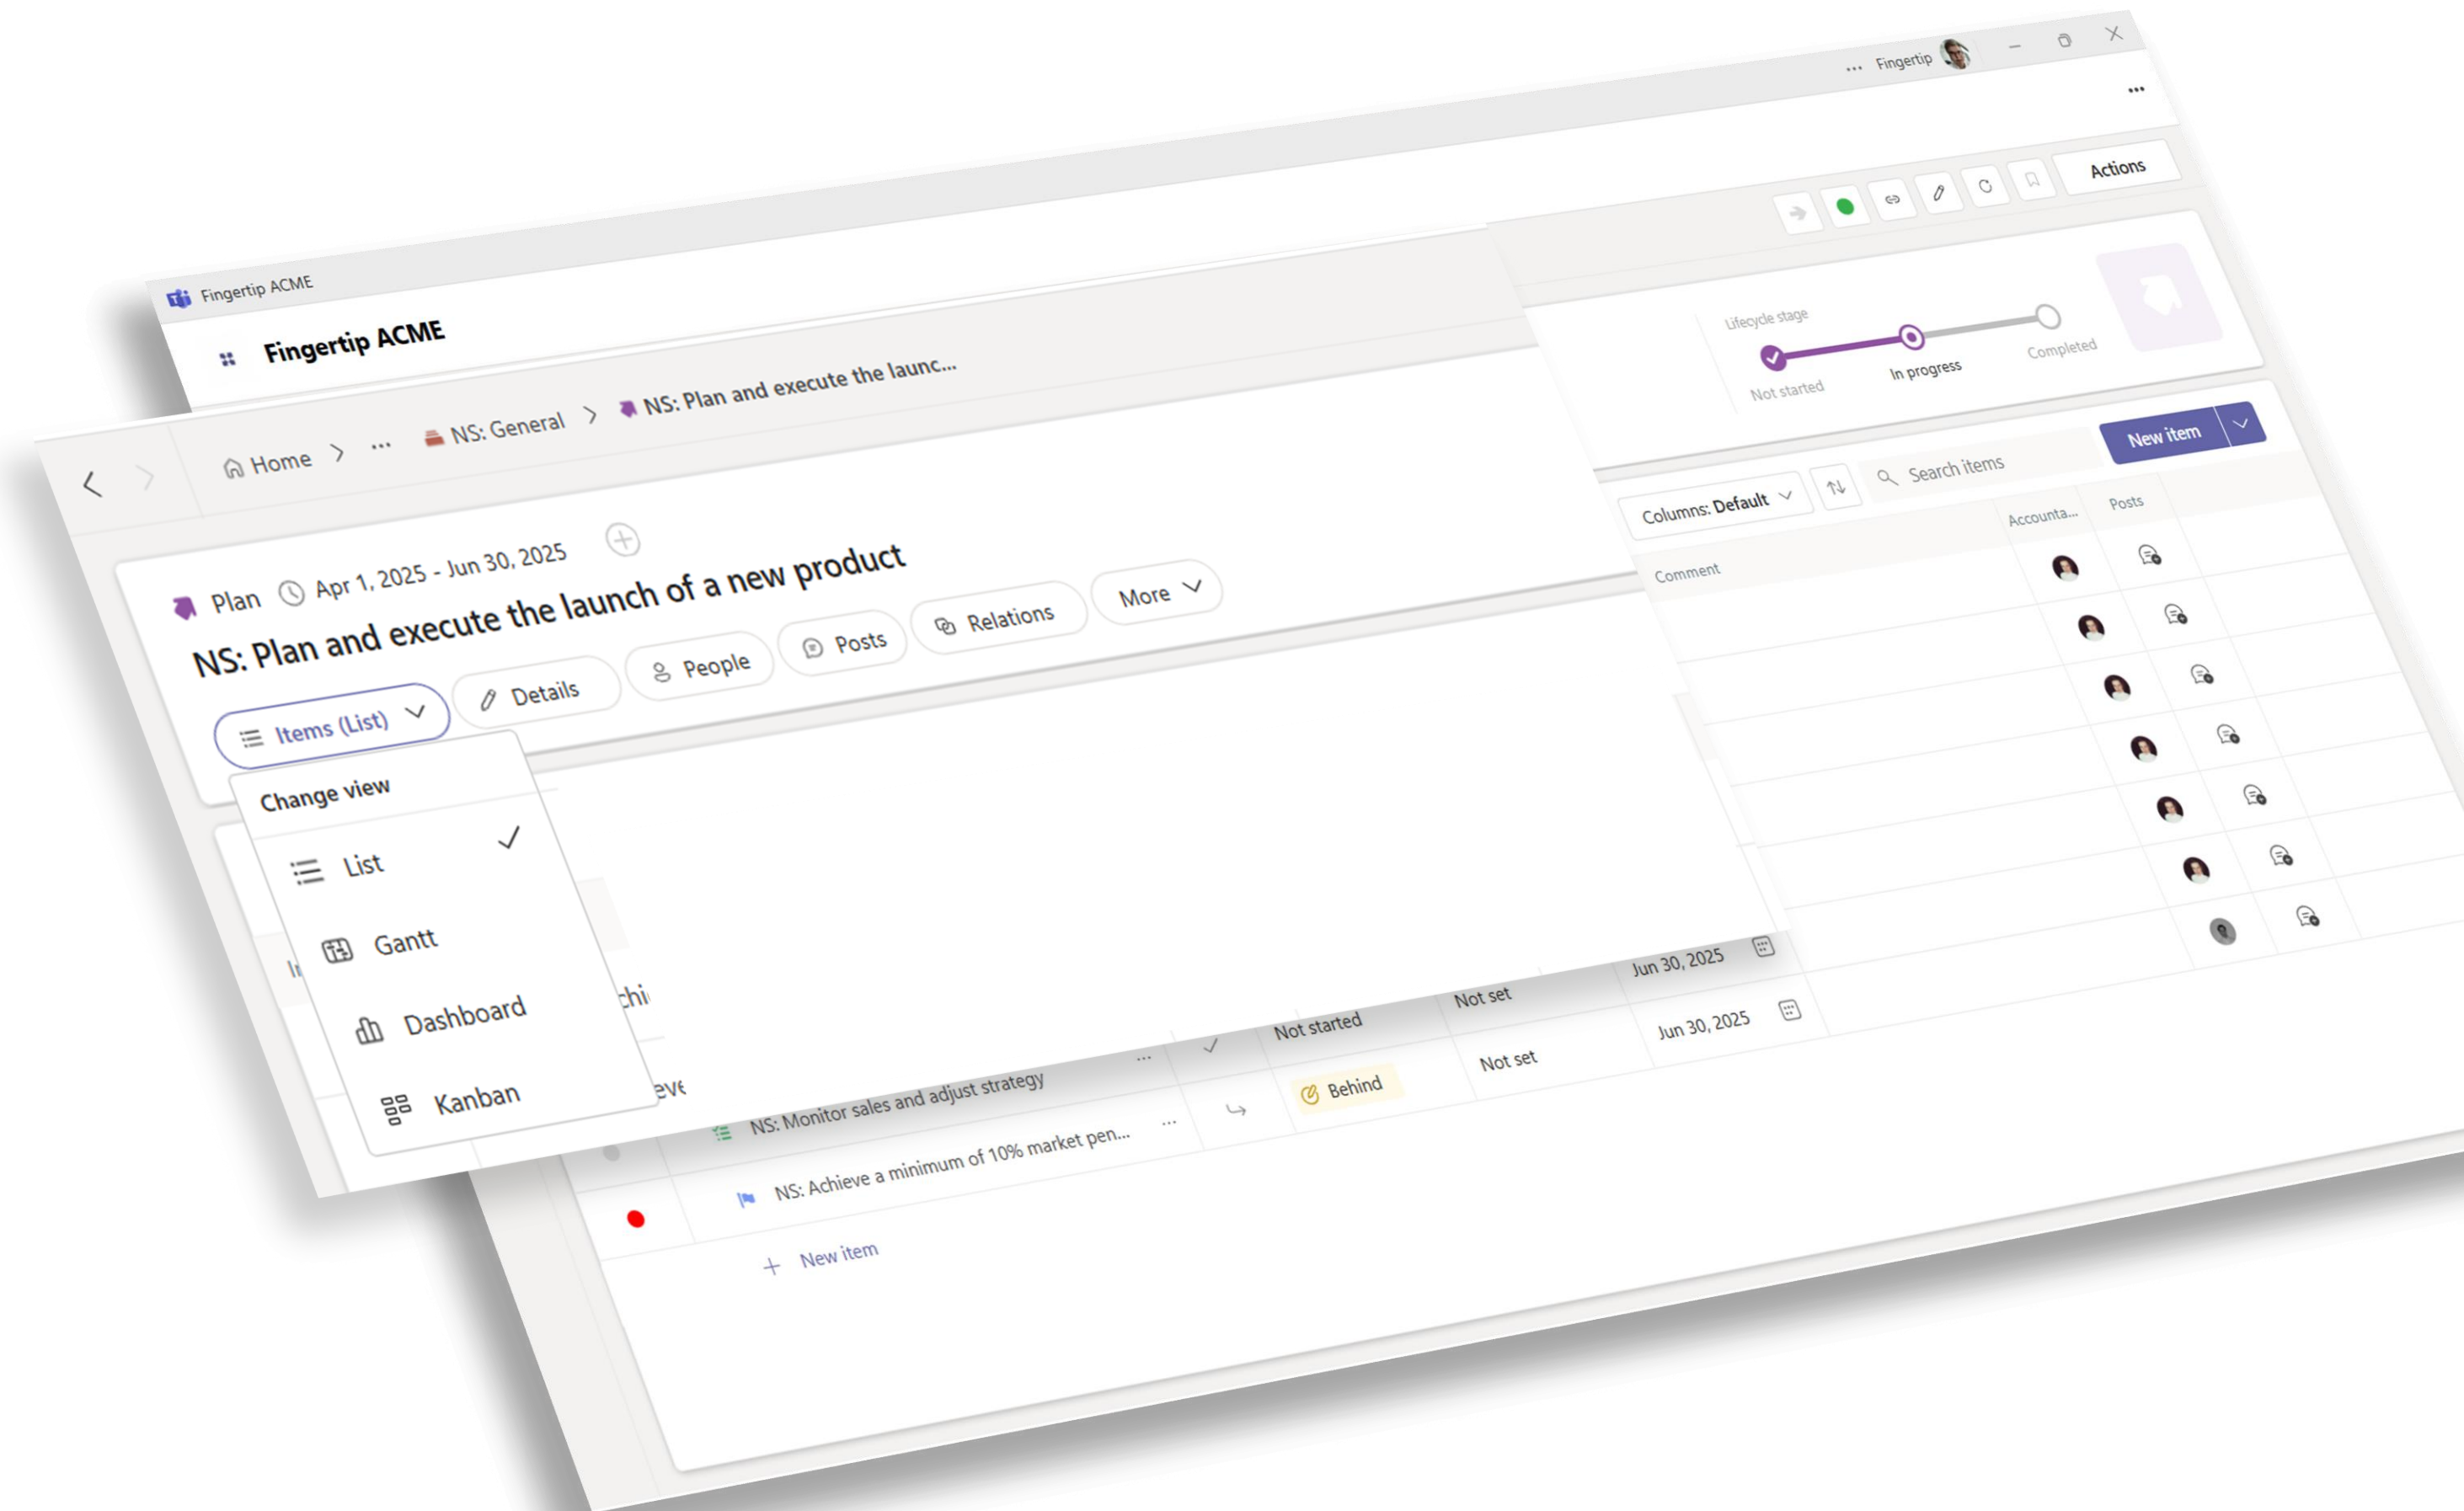 Fingertip ACME
... Fingertip
Fingertip ACME
...
Actions
Home > ... NS: General > NS: Plan and execute the launc...
Plan Apr 1, 2025 - Jun 30, 2025
NS: Plan and execute the launch of a new product
Items (List)
Details
People
Posts
Relations
More
Lifecycle stage
Not started
In progress
Completed
Change view
List
Gantt
Dashboard
Kanban
Columns: Default
Search items
New item
Comment
Accounta...
Posts
Jun 30, 2025
NS: Monitor sales and adjust strategy
...
Not started
Not set
Jun 30, 2025
NS: Achieve a minimum of 10% market pen...
...
Behind
Not set
New item